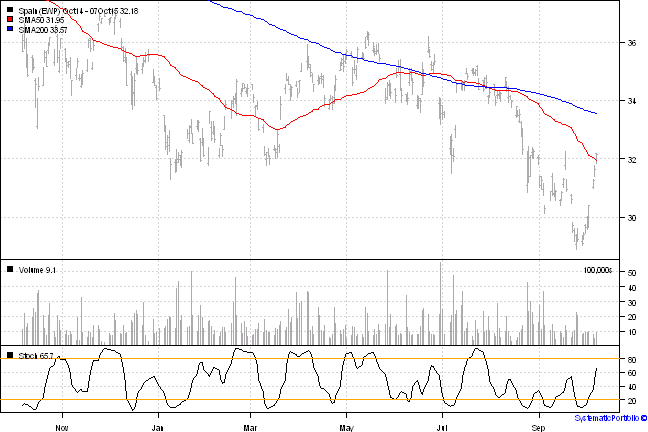 Spain (EWP) Oct14 - 07Oct15 32.18
SMA50 31.95
SMA200 33.57
36
34
32
30
Volume 9.1
100,000s
50
40
30
20
10
Stoch 65.7
80
60
40
20
Nov
Jan
Mar
May
Jul
Sep
SystematicPortfolio ©